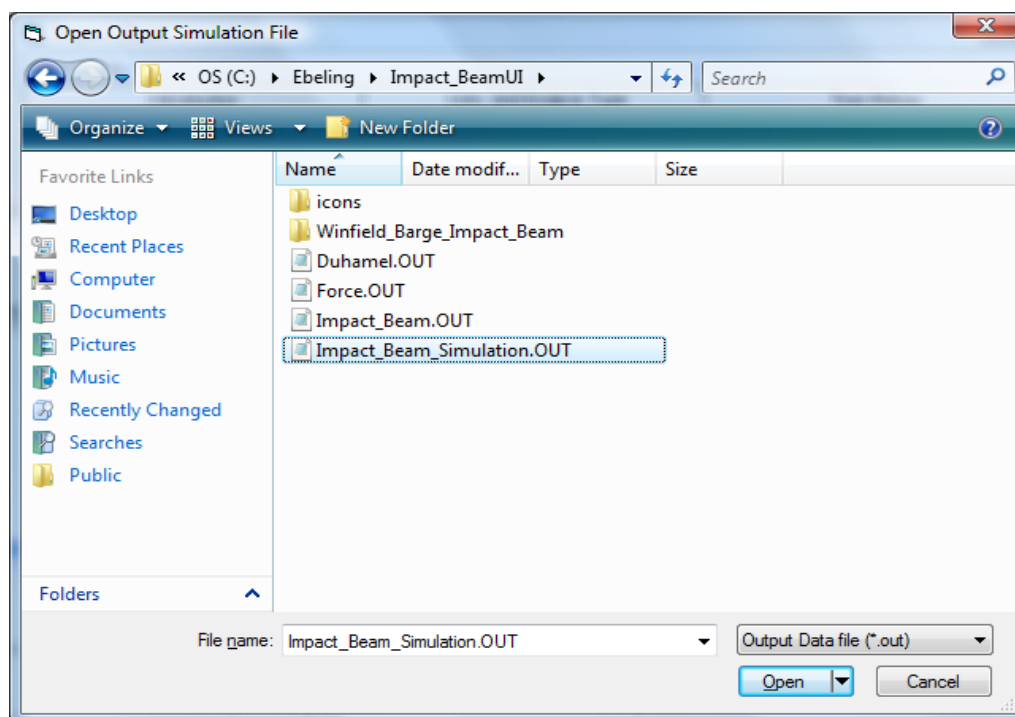 Open Output Simulation File
« OS (C:) Ebeling Impact_BeamUI Search
Organize Views New Folder
Favorite Links
Desktop
Recent Places
Computer
Documents
Pictures
Music
Recently Changed
Searches
Public
Folders
Name Date modif... Type Size
icons
Winfield_Barge_Impact_Beam
Duhamel.OUT
Force.OUT
Impact_Beam.OUT
Impact_Beam_Simulation.OUT
File name: Impact_Beam_Simulation.OUT Output Data file (*.out)
Open Cancel